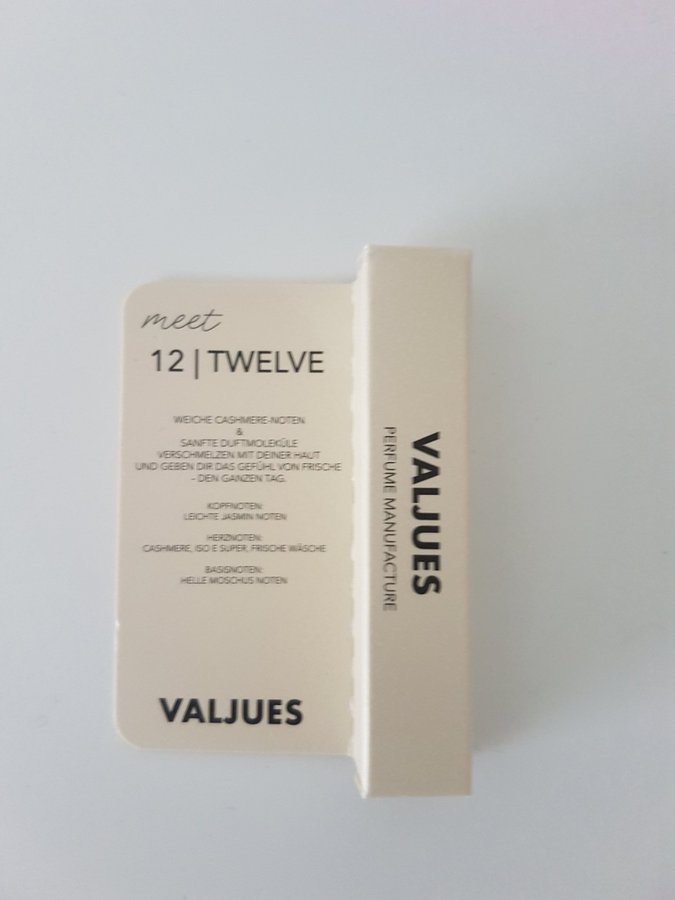 meet
12 | TWELVE
WEICHE CASHMERE-NOTEN
&
SANFTE DUFTMOLEKÜLE
VERSCHMELZEN MIT DEINER HAUT
UND GEBEN DIR DAS GEFÜHL VON FRISCHE
- DEN GANZEN TAG.
KOPFNOTEN:
LEICHTE JASMIN NOTEN
HERZNOTEN:
CASHMERE, ISO E SUPER, FRISCHE WÄSCHE
BASISNOTEN:
HELLE MOSCHUS NOTEN
VALJUES
VALJUES
PERFUME MANUFACTURE